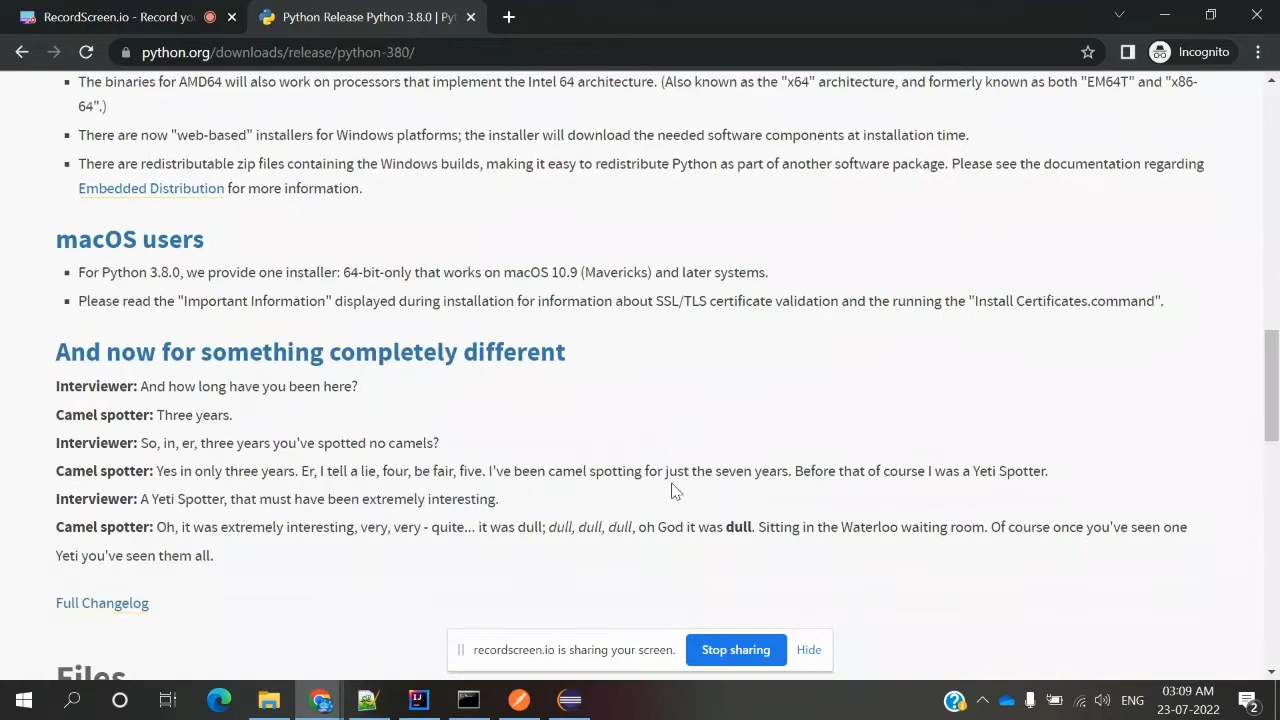 RecordScreen.io - Record yo
Python Release Python 3.8.0 | Pyt
python.org/downloads/release/python-380/
Incognito
The binaries for AMD64 will also work on processors that implement the Intel 64 architecture. (Also known as the "x64" architecture, and formerly known as both "EM64T" and "x86-
64".)
There are now "web-based" installers for Windows platforms; the installer will download the needed software components at installation time.
There are redistributable zip files containing the Windows builds, making it easy to redistribute Python as part of another software package. Please see the documentation regarding
Embedded Distribution for more information.
macOS users
For Python 3.8.0, we provide one installer: 64-bit-only that works on macOS 10.9 (Mavericks) and later systems.
Please read the "Important Information" displayed during installation for information about SSL/TLS certificate validation and the running the "Install Certificates.command".
And now for something completely different
Interviewer: And how long have you been here?
Camel spotter: Three years.
Interviewer: So, in, er, three years you've spotted no camels?
Camel spotter: Yes in only three years. Er, I tell a lie, four, be fair, five. I've been camel spotting for just the seven years. Before that of course I was a Yeti Spotter.
Interviewer: A Yeti Spotter, that must have been extremely interesting.
Camel spotter: Oh, it was extremely interesting, very, very - quite... it was dull; dull, dull, dull, oh God it was dull. Sitting in the Waterloo waiting room. Of course once you've seen one
Yeti you've seen them all.
Full Changelog
Files
recordscreen.io is sharing your screen.
Stop sharing
Hide
ENG
03:09 AM
23-07-2022
2